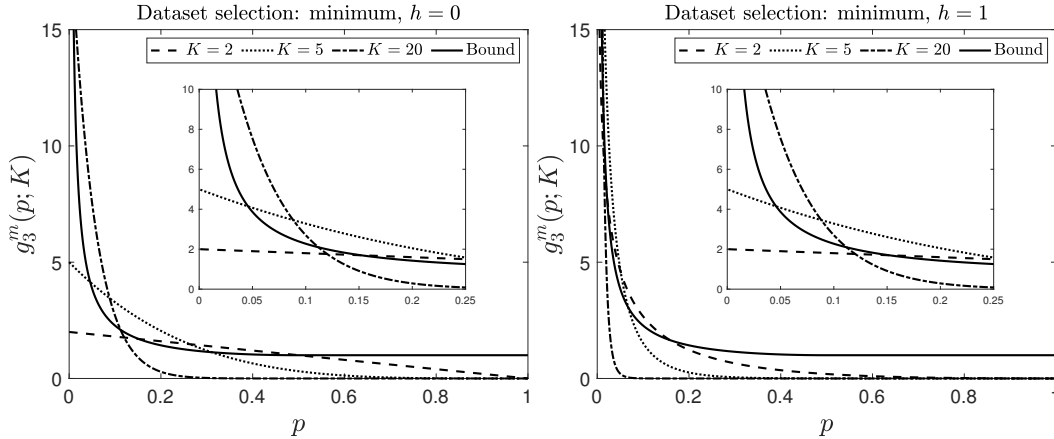 Dataset selection: minimum, h = 0
K = 2 K = 5 K = 20 Bound
15
10
5
0
g_3^m(p; K)
10
8
6
4
2
0
0 0.05 0.1 0.15 0.2 0.25
0 0.2 0.4 0.6 0.8 1
p
Dataset selection: minimum, h = 1
K = 2 K = 5 K = 20 Bound
15
10
5
0
g_3^m(p; K)
10
8
6
4
2
0
0 0.05 0.1 0.15 0.2 0.25
0 0.2 0.4 0.6 0.8 1
p